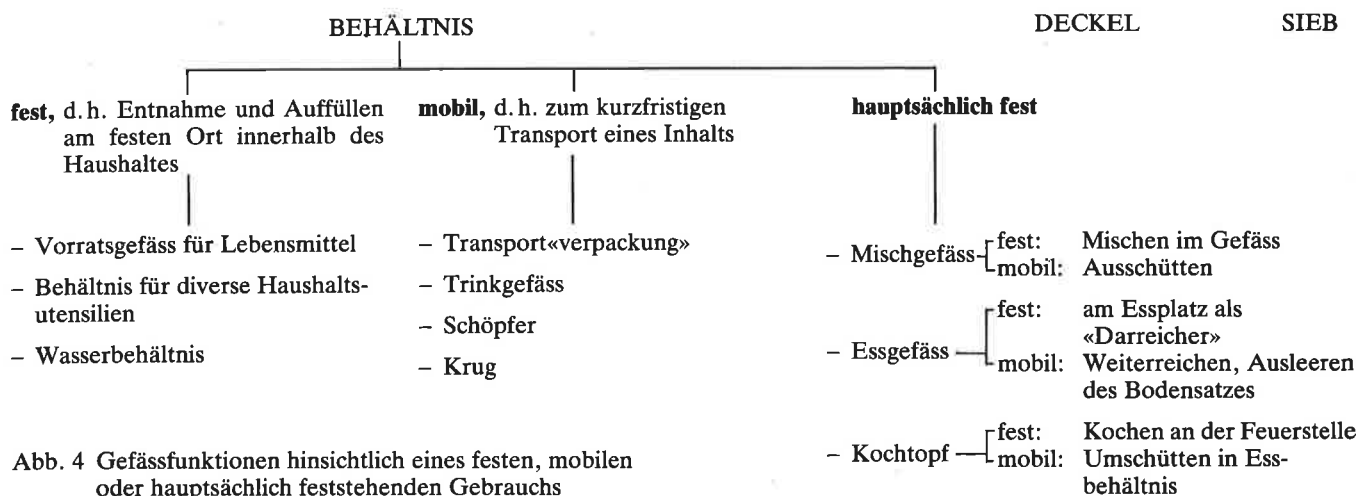 BEHÄLTNIS
DECKEL
SIEB
fest, d.h. Entnahme und Auffüllen
am festen Ort innerhalb des
Haushaltes
– Vorratsgefäss für Lebensmittel
– Behältnis für diverse Haushalts-
utensilien
– Wasserbehältnis
mobil, d.h. zum kurzfristigen
Transport eines Inhalts
– Transport«verpackung»
– Trinkgefäss
– Schöpfer
– Krug
hauptsächlich fest
– Mischgefäss
fest: Mischen im Gefäss
mobil: Ausschütten
– Essgefäss
fest: am Essplatz als
«Darreicher»
mobil: Weiterreichen, Ausleeren
des Bodensatzes
– Kochtopf
fest: Kochen an der Feuerstelle
mobil: Umschütten in Ess-
behältnis
Abb. 4 Gefässfunktionen hinsichtlich eines festen, mobilen
oder hauptsächlich feststehenden Gebrauchs